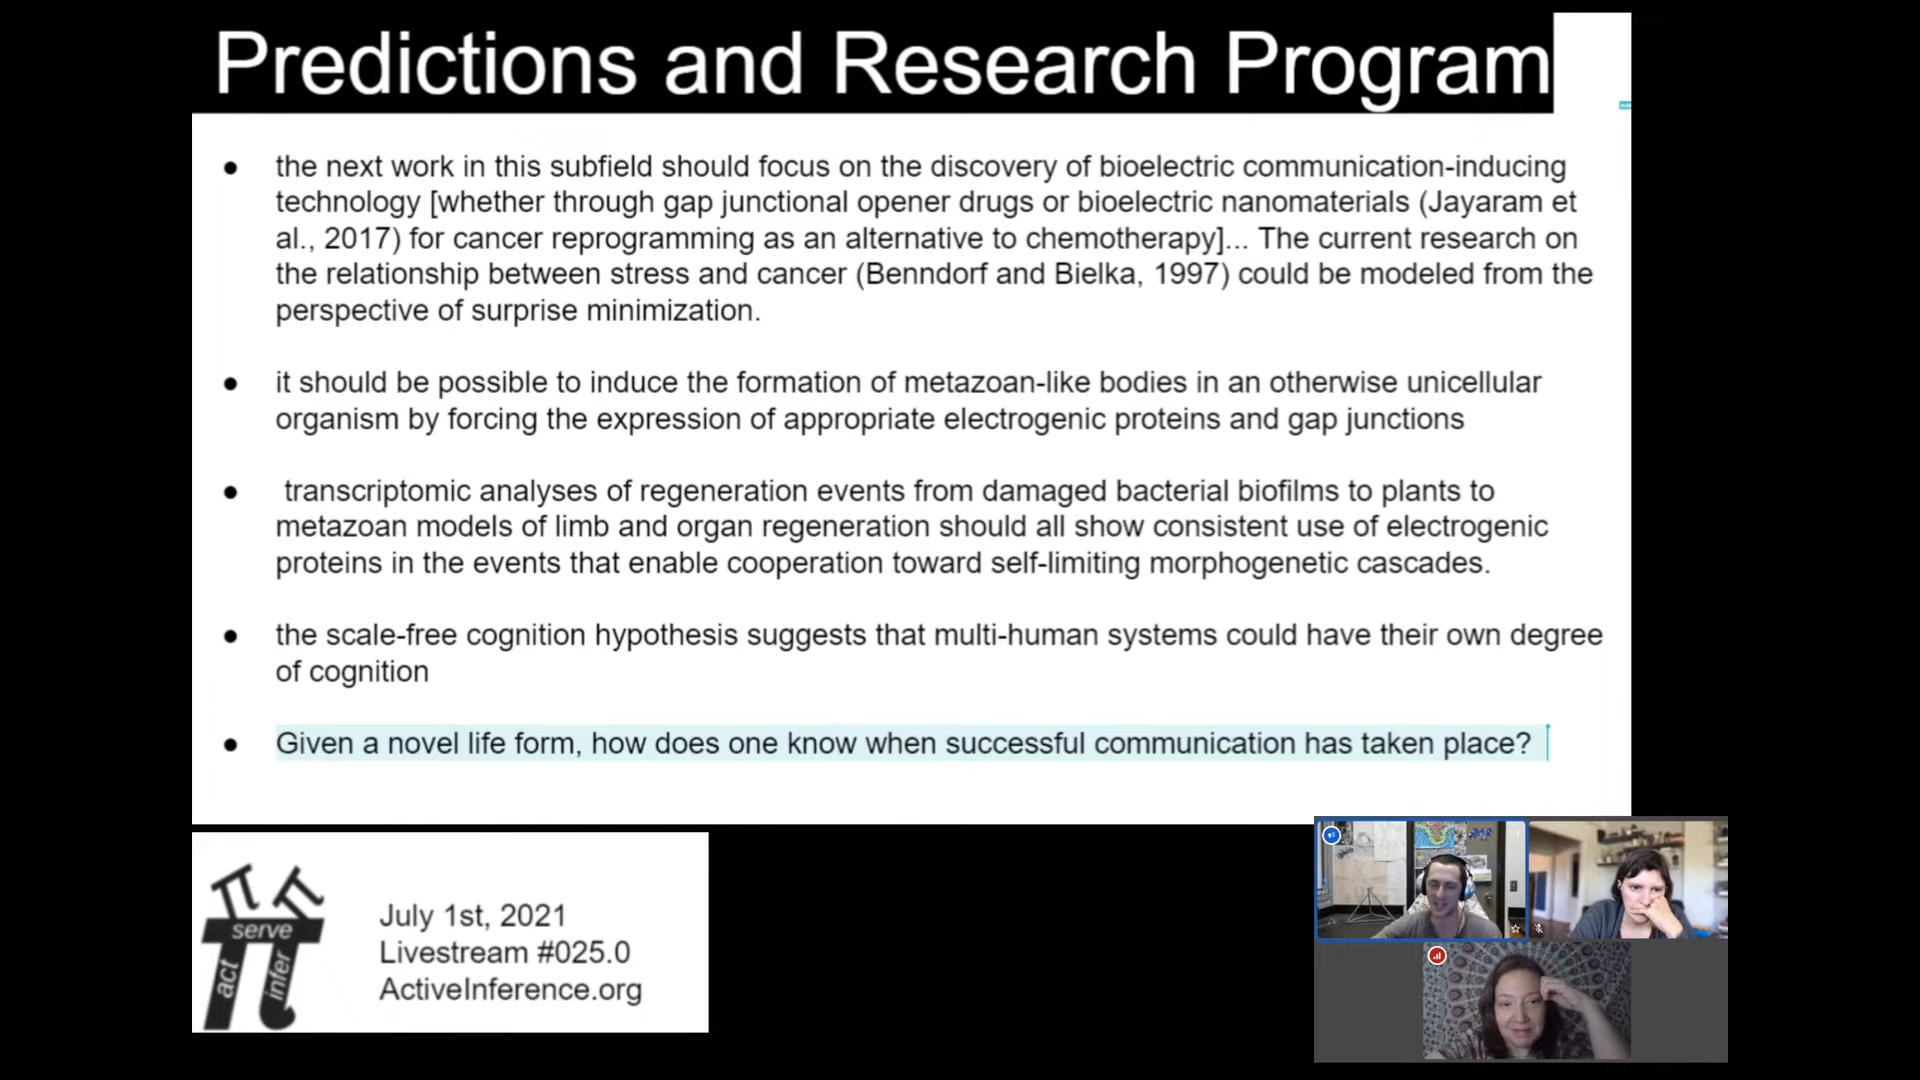 Predictions and Research Program
● the next work in this subfield should focus on the discovery of bioelectric communication-inducing
technology [whether through gap junctional opener drugs or bioelectric nanomaterials (Jayaram et
al., 2017) for cancer reprogramming as an alternative to chemotherapy]... The current research on
the relationship between stress and cancer (Benndorf and Bielka, 1997) could be modeled from the
perspective of surprise minimization.
● it should be possible to induce the formation of metazoan-like bodies in an otherwise unicellular
organism by forcing the expression of appropriate electrogenic proteins and gap junctions
● transcriptomic analyses of regeneration events from damaged bacterial biofilms to plants to
metazoan models of limb and organ regeneration should all show consistent use of electrogenic
proteins in the events that enable cooperation toward self-limiting morphogenetic cascades.
● the scale-free cognition hypothesis suggests that multi-human systems could have their own degree
of cognition
● Given a novel life form, how does one know when successful communication has taken place?
serve
act
infer
July 1st, 2021
Livestream #025.0
ActiveInference.org